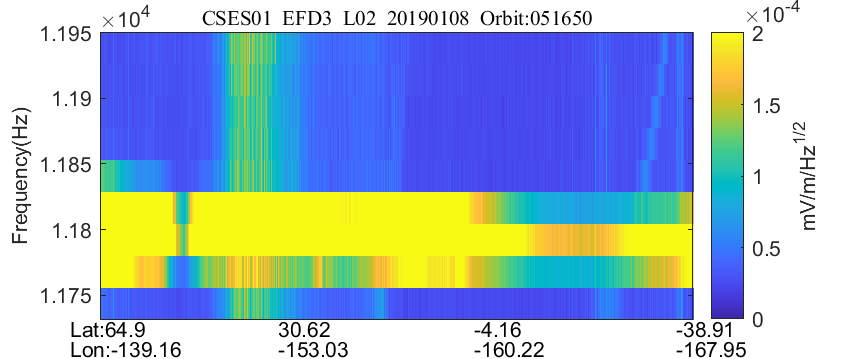 CSES01 EFD3 L02 20190108 Orbit:051650
×10⁴
×10⁻⁴
1.195
1.19
1.185
1.18
1.175
Frequency(Hz)
2
1.5
1
0.5
0
mV/m/Hz^1/2
Lat:64.9 30.62 -4.16 -38.91
Lon:-139.16 -153.03 -160.22 -167.95